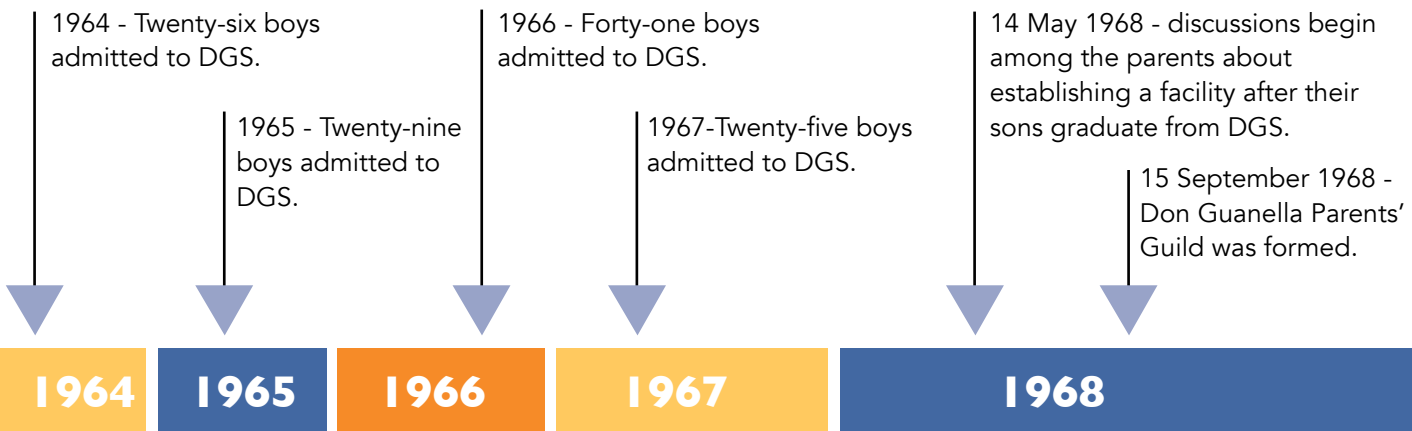 1964 - Twenty-six boys
admitted to DGS.
1965 - Twenty-nine
boys admitted to
DGS.
1966 - Forty-one boys
admitted to DGS.
1967-Twenty-five boys
admitted to DGS.
14 May 1968 - discussions begin
among the parents about
establishing a facility after their
sons graduate from DGS.
15 September 1968 -
Don Guanella Parents’
Guild was formed.
1964
1965
1966
1967
1968